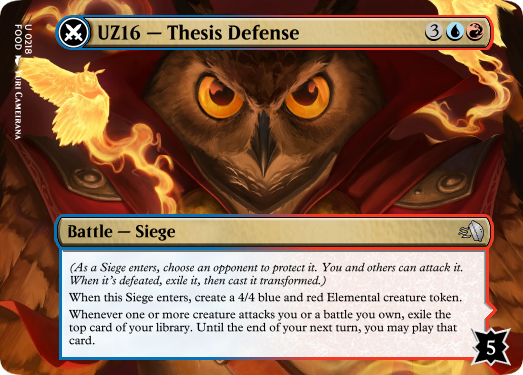 UZ16 — Thesis Defense
3
U 0218
FOOD YURI CAMEIRANA
Battle — Siege
(As a Siege enters, choose an opponent to protect it. You and others can attack it.
When it's defeated, exile it, then cast it transformed.)
When this Siege enters, create a 4/4 blue and red Elemental creature token.
Whenever one or more creature attacks you or a battle you own, exile the
top card of your library. Until the end of your next turn, you may play that
card.
5